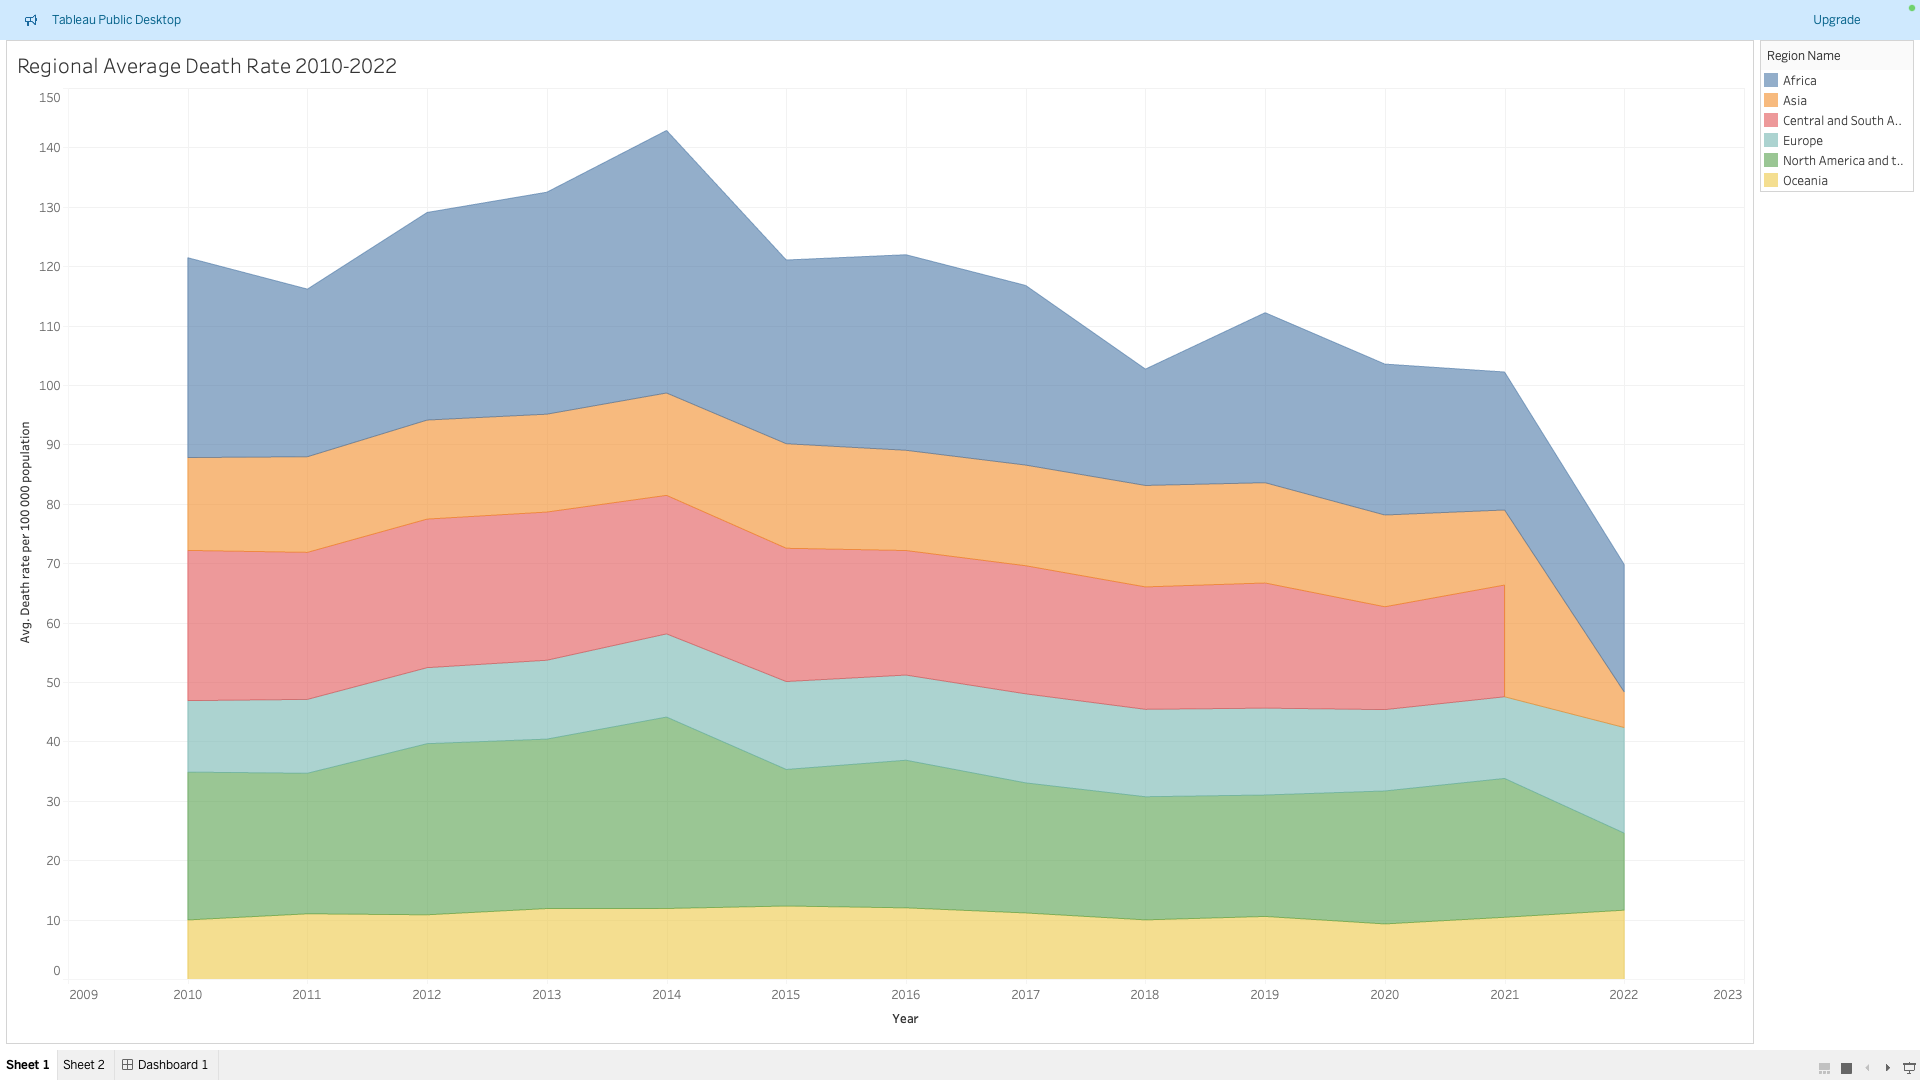 Tableau Public Desktop
Upgrade
Regional Average Death Rate 2010-2022
Region Name
Africa
Asia
Central and South A..
Europe
North America and t..
Oceania
150
140
130
120
110
100
90
80
70
60
50
40
30
20
10
0
Avg. Death rate per 100 000 population
2009 2010 2011 2012 2013 2014 2015 2016 2017 2018 2019 2020 2021 2022 2023
Year
Sheet 1 Sheet 2 Dashboard 1